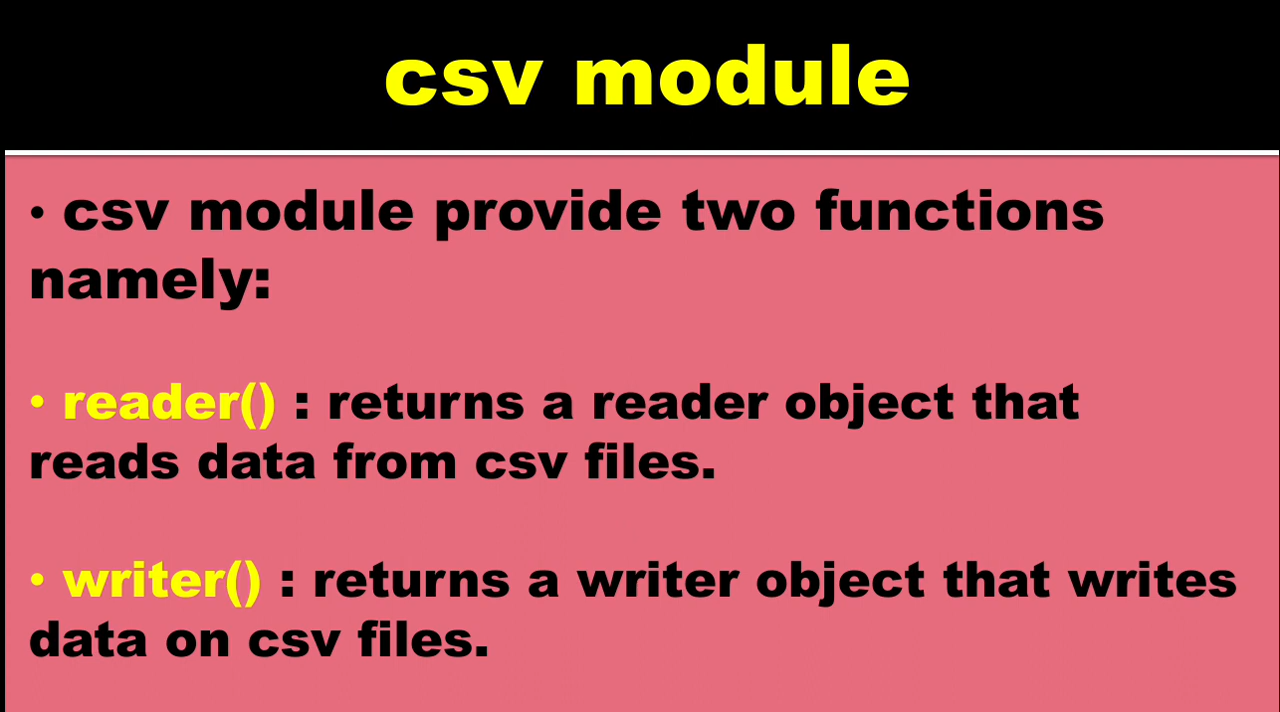 csv module
• csv module provide two functions
namely:
• reader() : returns a reader object that
reads data from csv files.
• writer() : returns a writer object that writes
data on csv files.